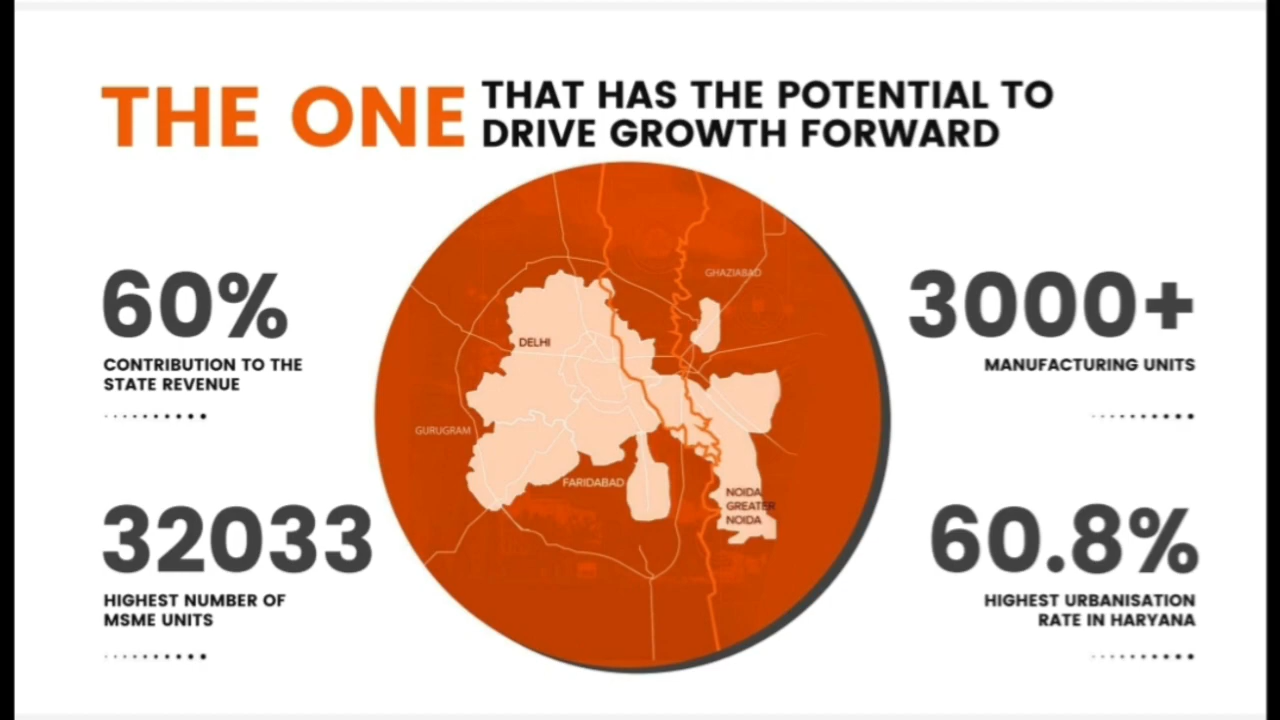 THE ONE THAT HAS THE POTENTIAL TO
DRIVE GROWTH FORWARD
60%
CONTRIBUTION TO THE
STATE REVENUE
32033
HIGHEST NUMBER OF
MSME UNITS
GHAZIABAD
DELHI
GURUGRAM
FARIDABAD
NOIDA
GREATER
NOIDA
3000+
MANUFACTURING UNITS
60.8%
HIGHEST URBANISATION
RATE IN HARYANA